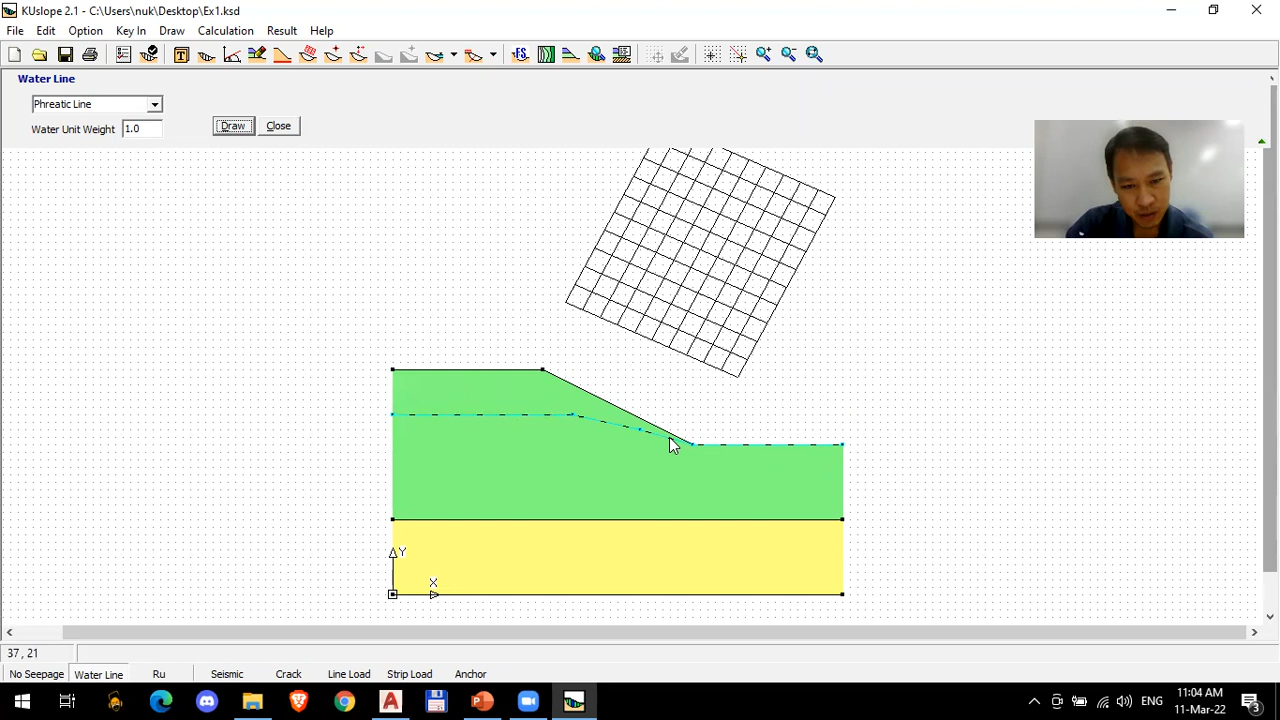 KUslope 2.1 - C:\Users\nuk\Desktop\Ex1.ksd
File Edit Option Key In Draw Calculation Result Help
T FS
Water Line
Phreatic Line
Water Unit Weight 1.0 Draw Close
Y
X
37 , 21
No Seepage Water Line Ru Seismic Crack Line Load Strip Load Anchor
ENG 11:04 AM
11-Mar-22
3